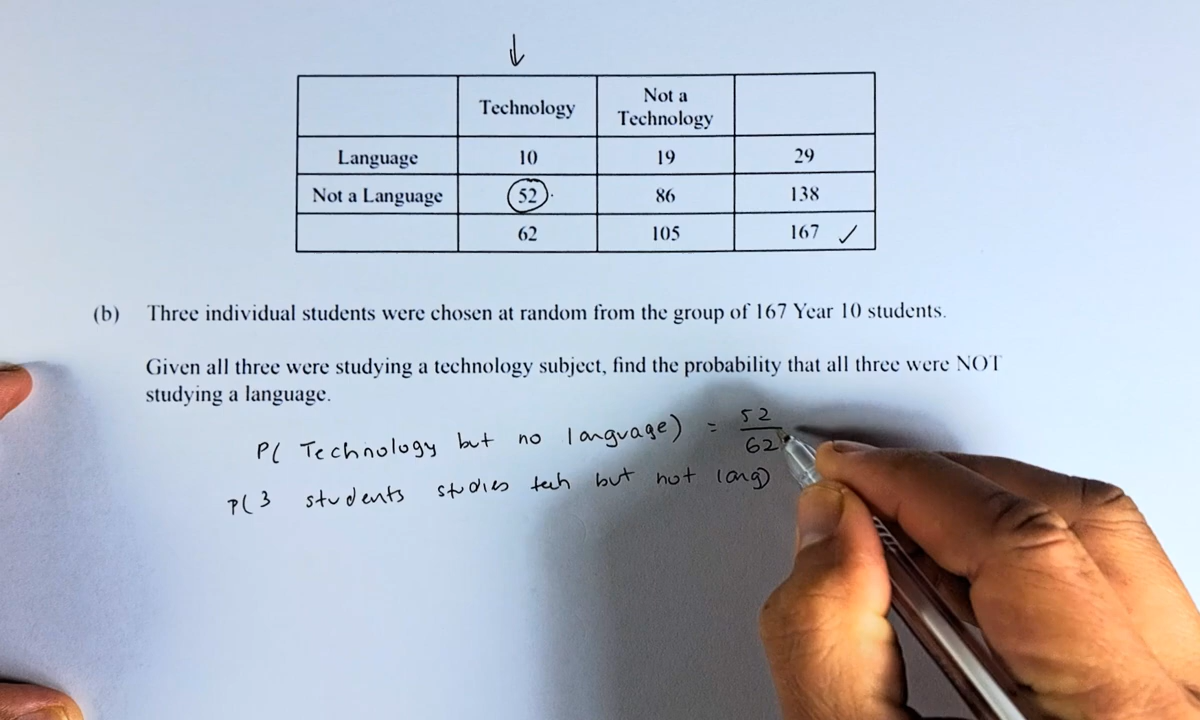 Technology Not a Technology
Language 10 19 29
Not a Language 52 86 138
62 105 167 ✓
(b) Three individual students were chosen at random from the group of 167 Year 10 students.
Given all three were studying a technology subject, find the probability that all three were NOT
studying a language.
P( Technology but no language) = 52/62
P(3 students studies tech but not lang)